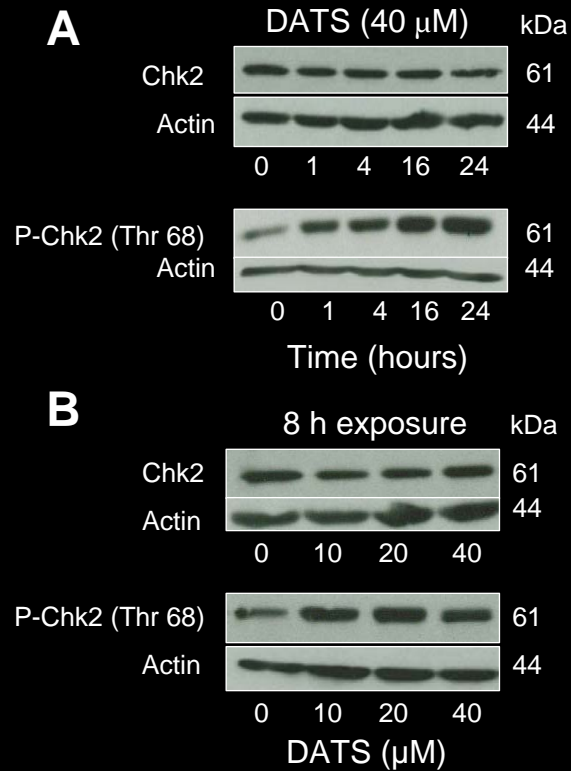 A
DATS (40 µM) kDa
Chk2 61
Actin 44
0 1 4 16 24
P-Chk2 (Thr 68) 61
Actin 44
0 1 4 16 24
Time (hours)
B
8 h exposure kDa
Chk2 61
Actin 44
0 10 20 40
P-Chk2 (Thr 68) 61
Actin 44
0 10 20 40
DATS (µM)